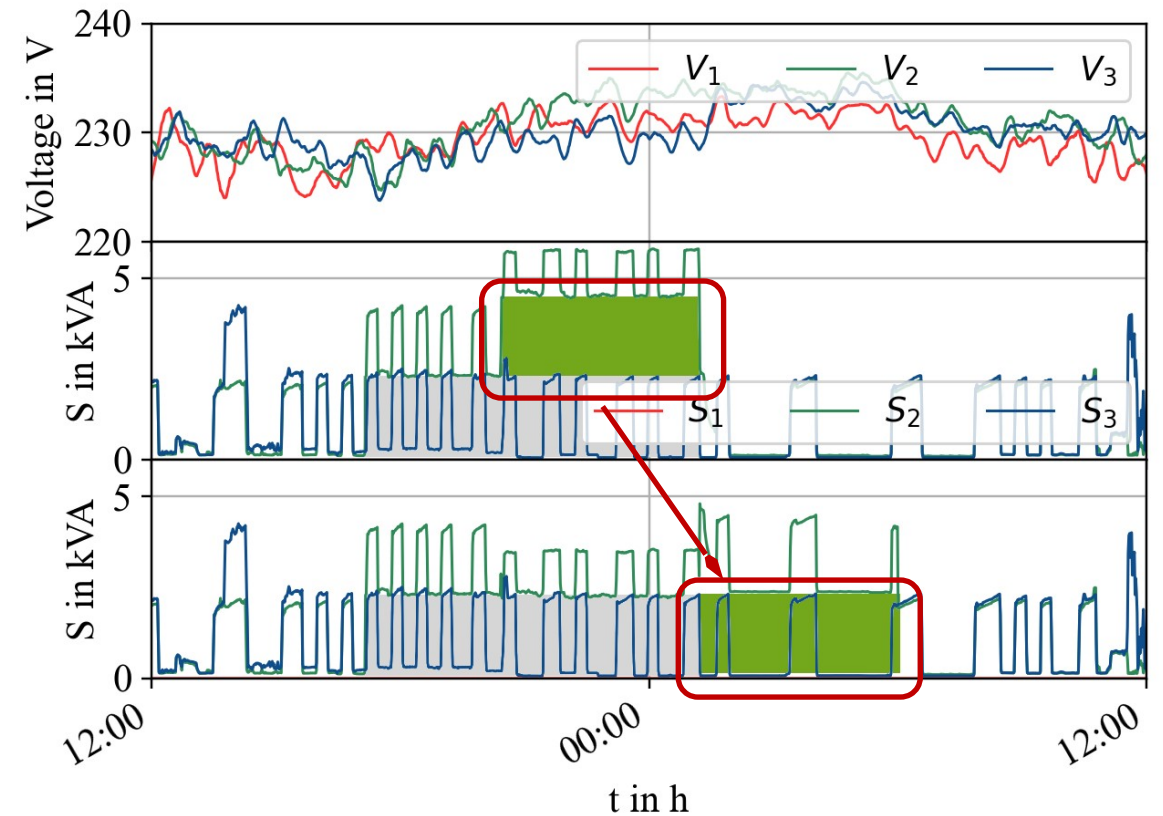 240
230
220
Voltage in V
V1 V2 V3
5
0
S in kVA
S1 S2 S3
5
0
S in kVA
12:00 00:00 12:00
t in h